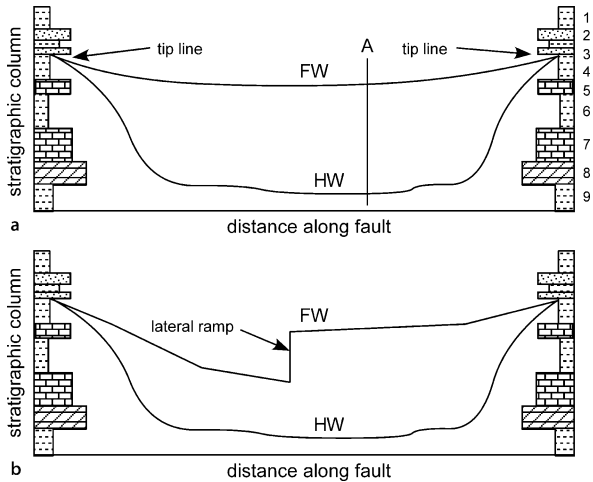 stratigraphic column
tip line
A
tip line
FW
HW
1
2
3
4
5
6
7
8
9
a
distance along fault
stratigraphic column
lateral ramp
FW
HW
b
distance along fault